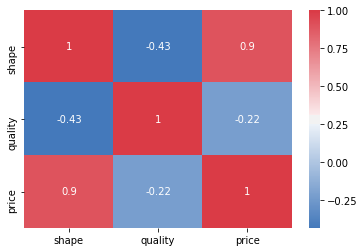 shape 1 -0.43 0.9
quality -0.43 1 -0.22
price 0.9 -0.22 1
shape quality price
1.00
0.75
0.50
0.25
0.00
-0.25